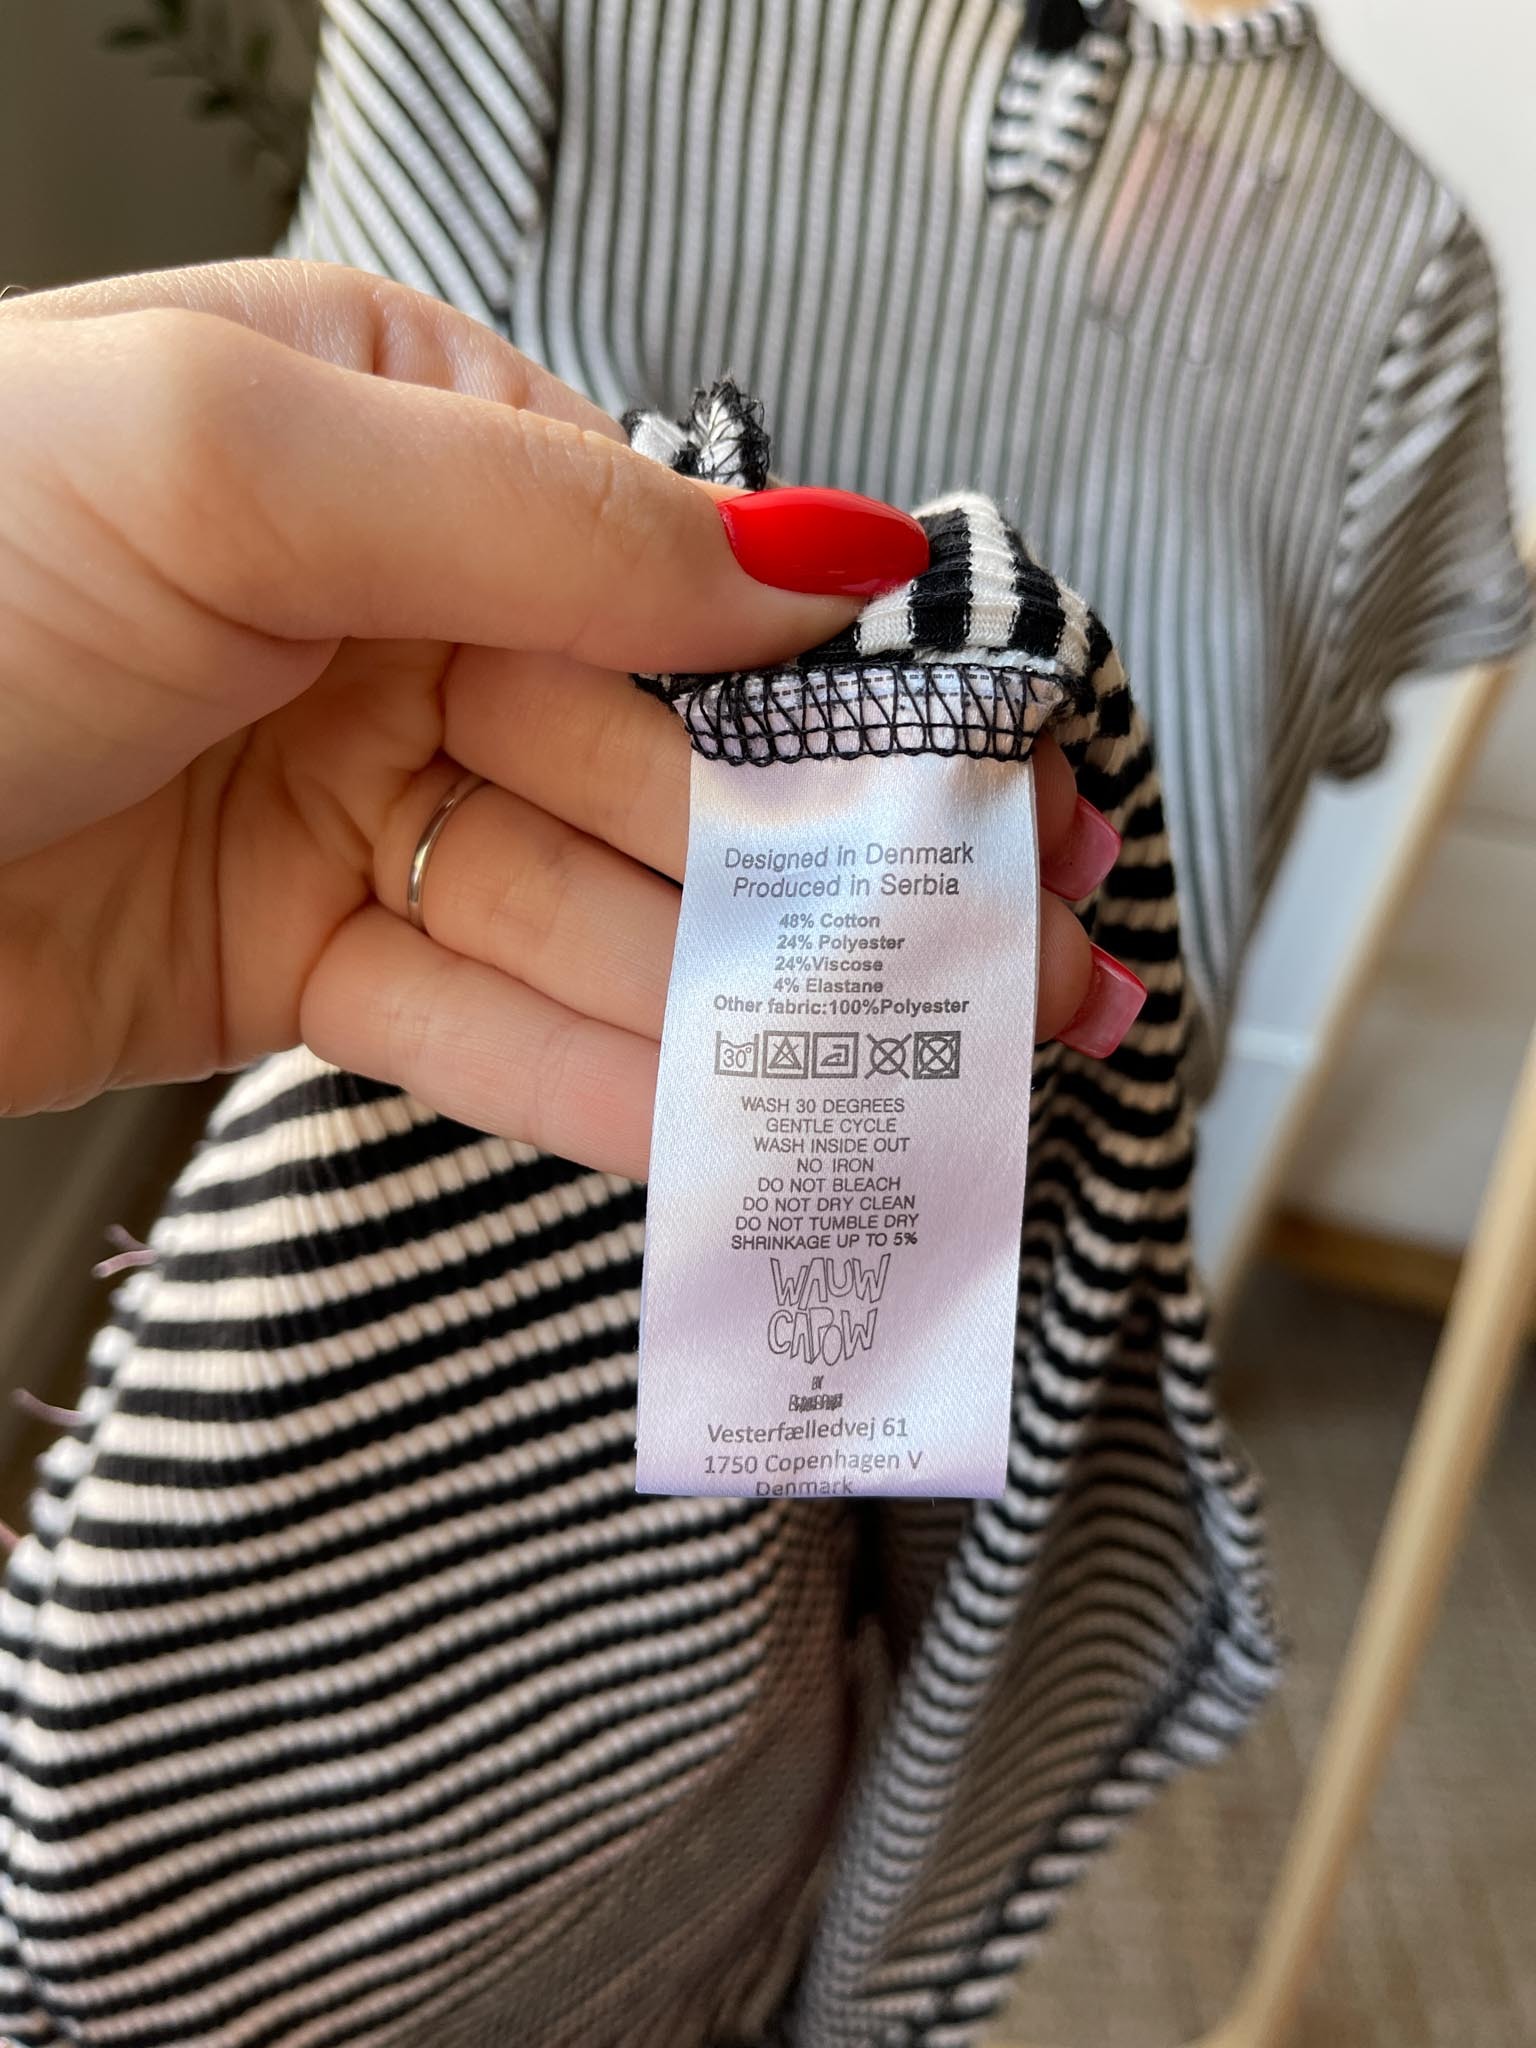 Designed in Denmark
Produced in Serbia
48% Cotton
24% Polyester
24%Viscose
4% Elastane
Other fabric:100%Polyester
30°
WASH 30 DEGREES
GENTLE CYCLE
WASH INSIDE OUT
NO IRON
DO NOT BLEACH
DO NOT DRY CLEAN
DO NOT TUMBLE DRY
SHRINKAGE UP TO 5%
WAUW
CAPOW
BY
Vesterfælledvej 61
1750 Copenhagen V
Denmark